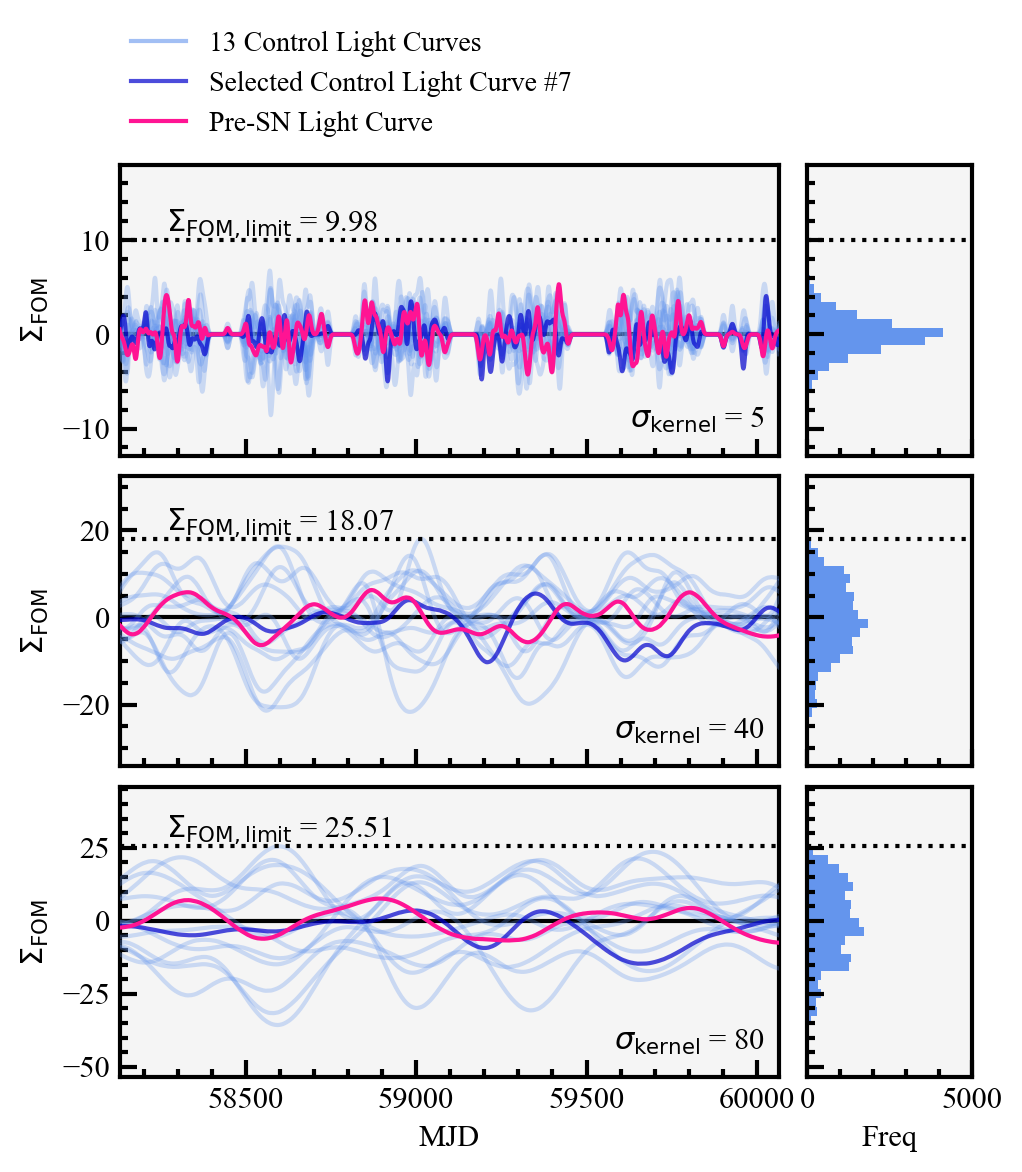 13 Control Light Curves
Selected Control Light Curve #7
Pre-SN Light Curve
Σ_FOM, limit = 9.98
10
0
−10
Σ_FOM
σ_kernel = 5
Σ_FOM, limit = 18.07
20
0
−20
Σ_FOM
σ_kernel = 40
Σ_FOM, limit = 25.51
25
0
−25
−50
Σ_FOM
σ_kernel = 80
58500 59000 59500 60000 0 5000
MJD Freq